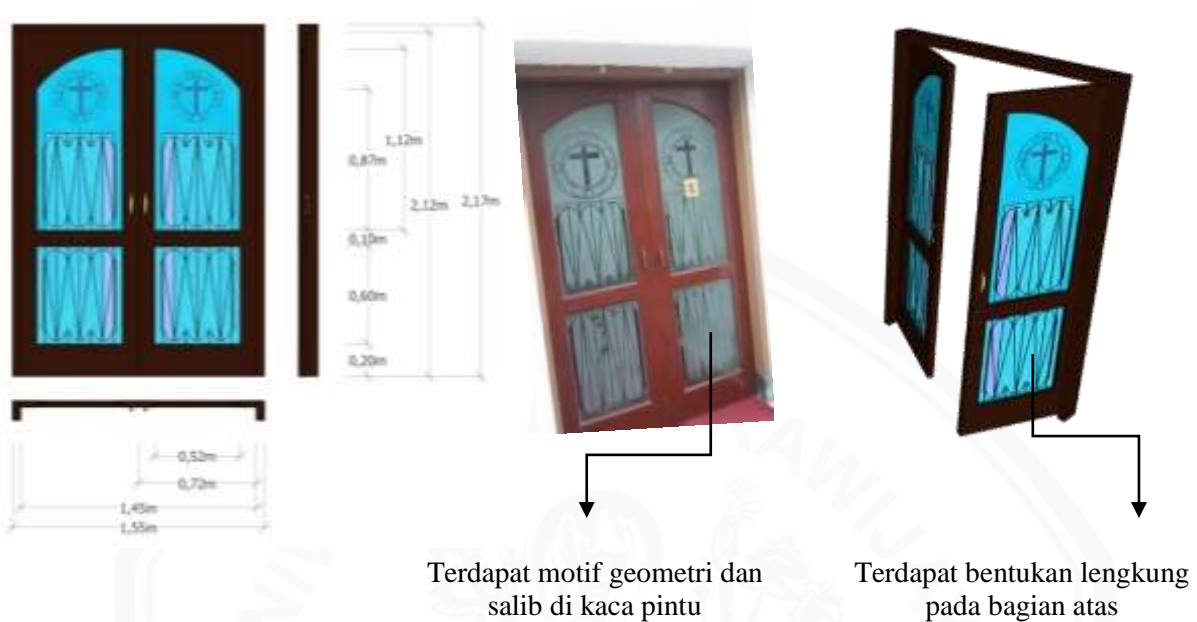 1,12m
0,87m
2,12m
2,17m
0,10m
0,60m
0,20m
0,52m
0,72m
1,45m
1,55m
Terdapat motif geometri dan
salib di kaca pintu
Terdapat bentukan lengkung
pada bagian atas